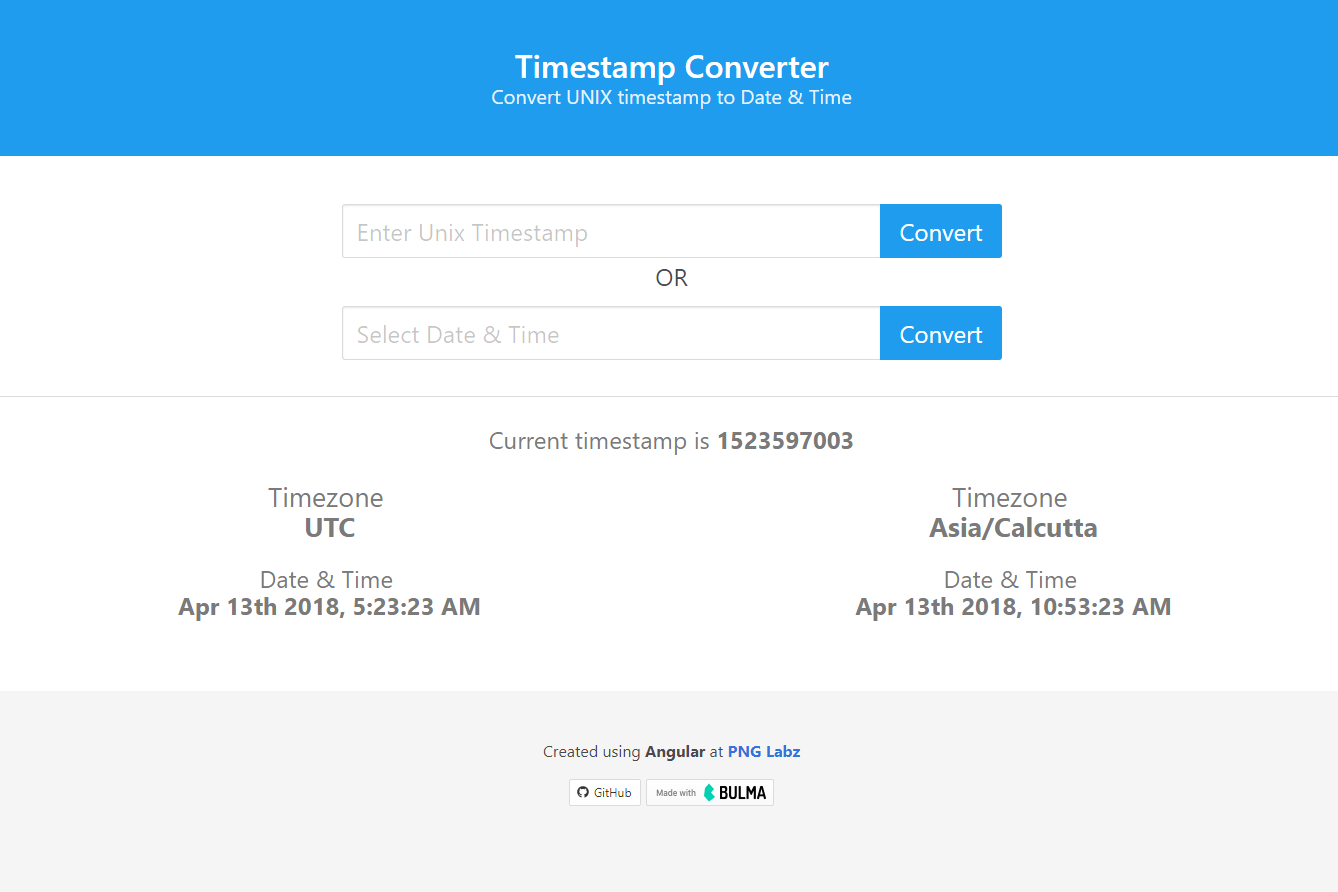 Timestamp Converter
Convert UNIX timestamp to Date & Time
Enter Unix Timestamp
Convert
OR
Select Date & Time
Convert
Current timestamp is 1523597003
Timezone
UTC
Date & Time
Apr 13th 2018, 5:23:23 AM
Timezone
Asia/Calcutta
Date & Time
Apr 13th 2018, 10:53:23 AM
Created using Angular at PNG Labz
GitHub
Made with BULMA